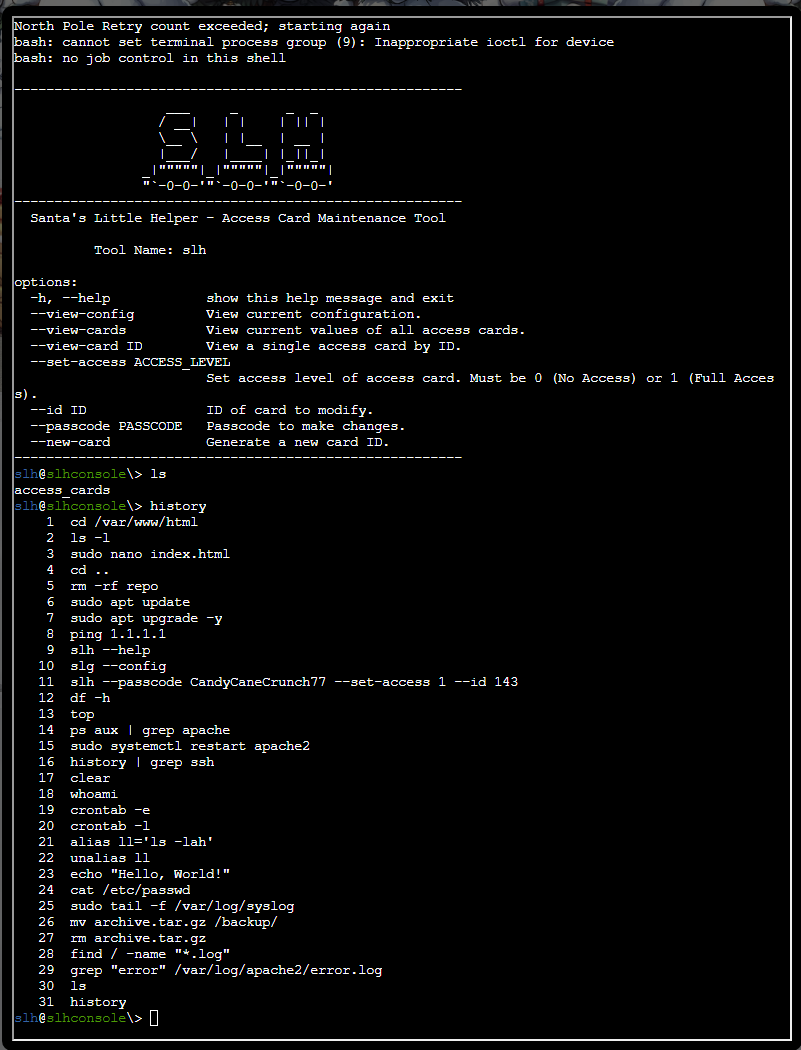 North Pole Retry count exceeded; starting again
bash: cannot set terminal process group (9): Inappropriate ioctl for device
bash: no job control in this shell
--------------------------------------------------------
SLH
--------------------------------------------------------
Santa's Little Helper - Access Card Maintenance Tool
Tool Name: slh
options:
-h, --help            show this help message and exit
--view-config         View current configuration.
--view-cards          View current values of all access cards.
--view-card ID        View a single access card by ID.
--set-access ACCESS_LEVEL
Set access level of access card. Must be 0 (No Access) or 1 (Full Acces
s).
--id ID               ID of card to modify.
--passcode PASSCODE   Passcode to make changes.
--new-card            Generate a new card ID.
--------------------------------------------------------
slh@slhconsole\> ls
access_cards
slh@slhconsole\> history
1  cd /var/www/html
2  ls -l
3  sudo nano index.html
4  cd ..
5  rm -rf repo
6  sudo apt update
7  sudo apt upgrade -y
8  ping 1.1.1.1
9  slh --help
10  slg --config
11  slh --passcode CandyCaneCrunch77 --set-access 1 --id 143
12  df -h
13  top
14  ps aux | grep apache
15  sudo systemctl restart apache2
16  history | grep ssh
17  clear
18  whoami
19  crontab -e
20  crontab -l
21  alias ll='ls -lah'
22  unalias ll
23  echo "Hello, World!"
24  cat /etc/passwd
25  sudo tail -f /var/log/syslog
26  mv archive.tar.gz /backup/
27  rm archive.tar.gz
28  find / -name "*.log"
29  grep "error" /var/log/apache2/error.log
30  ls
31  history
slh@slhconsole\>